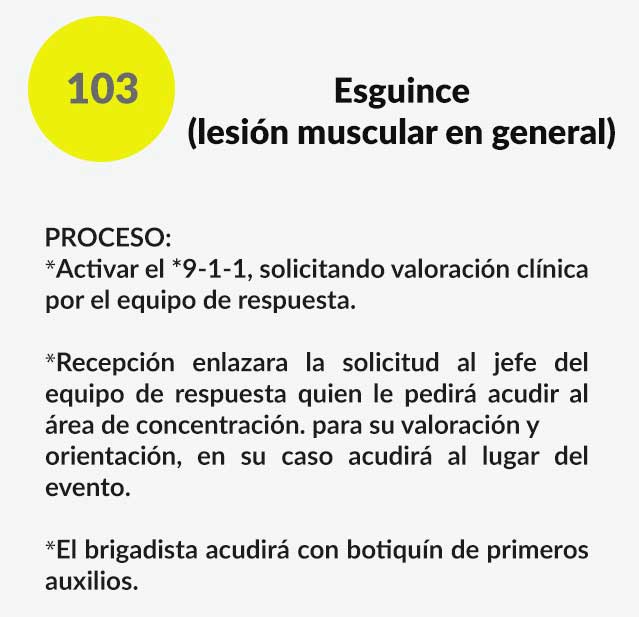 103
Esguince
(lesión muscular en general)
PROCESO:
*Activar el *9-1-1, solicitando valoración clínica
por el equipo de respuesta.
*Recepción enlazara la solicitud al jefe del
equipo de respuesta quien le pedirá acudir al
área de concentración. para su valoración y
orientación, en su caso acudirá al lugar del
evento.
*El brigadista acudirá con botiquín de primeros
auxilios.